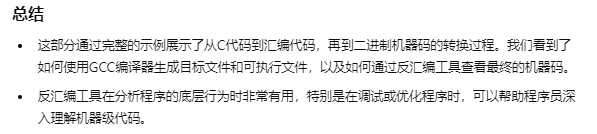 总结
这部分通过完整的示例展示了从C代码到汇编代码，再到二进制机器码的转换过程。我们看到了
如何使用GCC编译器生成目标文件和可执行文件，以及如何通过反汇编工具查看最终的机器码。
反汇编工具在分析程序的底层行为时非常有用，特别是在调试或优化程序时，可以帮助程序员深
入理解机器级代码。